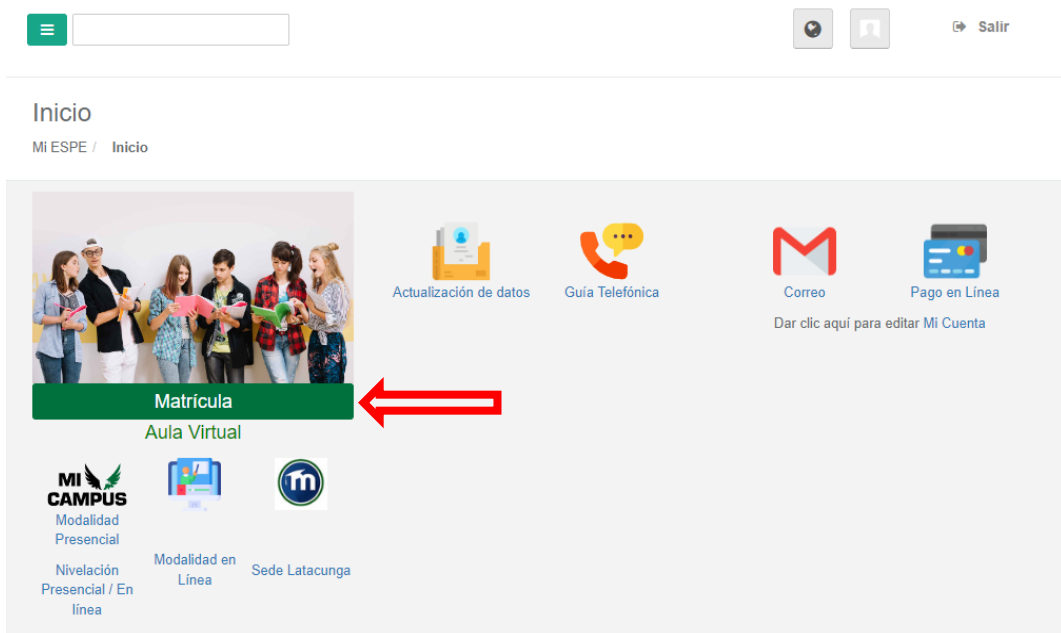 Salir
Inicio
Mi ESPE / Inicio
Actualización de datos
Guía Telefónica
Correo
Pago en Línea
Dar clic aquí para editar Mi Cuenta
Matrícula
Aula Virtual
MI
CAMPUS
Modalidad
Presencial
Nivelación
Presencial / En
línea
Modalidad en
Línea
m
Sede Latacunga